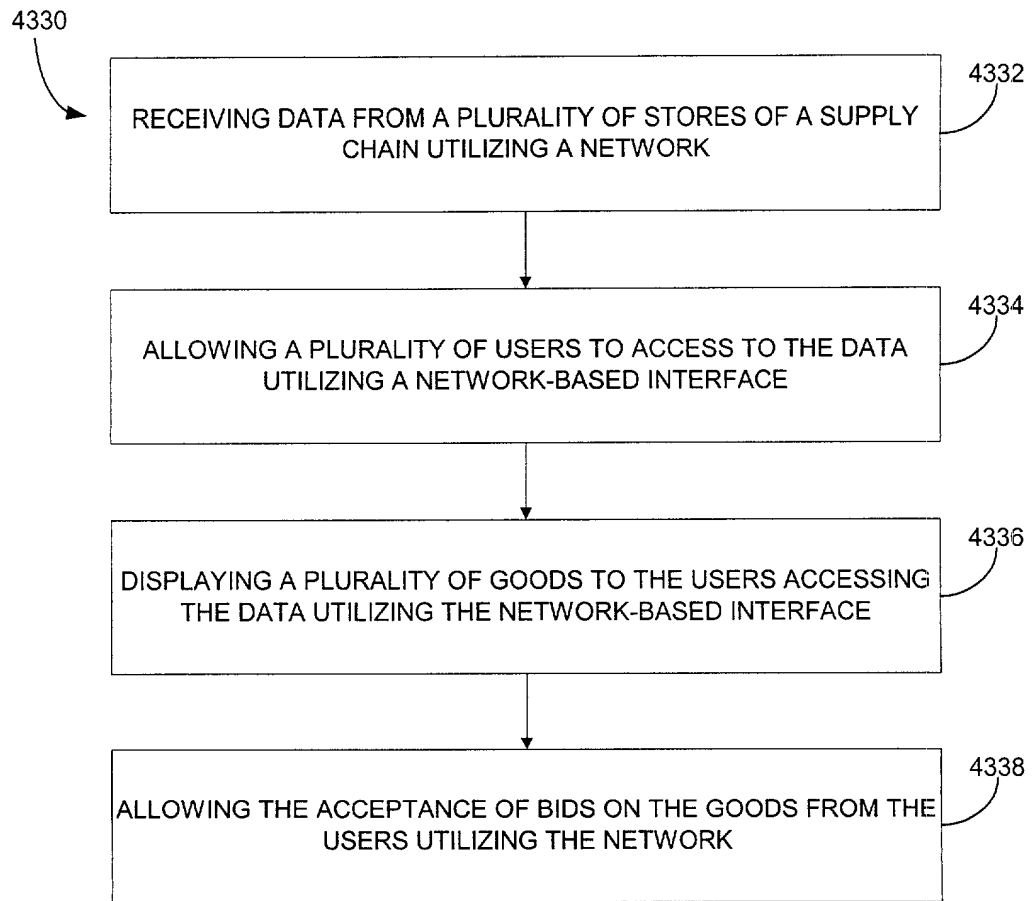 4330
4332
RECEIVING DATA FROM A PLURALITY OF STORES OF A SUPPLY
CHAIN UTILIZING A NETWORK
4334
ALLOWING A PLURALITY OF USERS TO ACCESS TO THE DATA
UTILIZING A NETWORK-BASED INTERFACE
4336
DISPLAYING A PLURALITY OF GOODS TO THE USERS ACCESSING
THE DATA UTILIZING THE NETWORK-BASED INTERFACE
4338
ALLOWING THE ACCEPTANCE OF BIDS ON THE GOODS FROM THE
USERS UTILIZING THE NETWORK